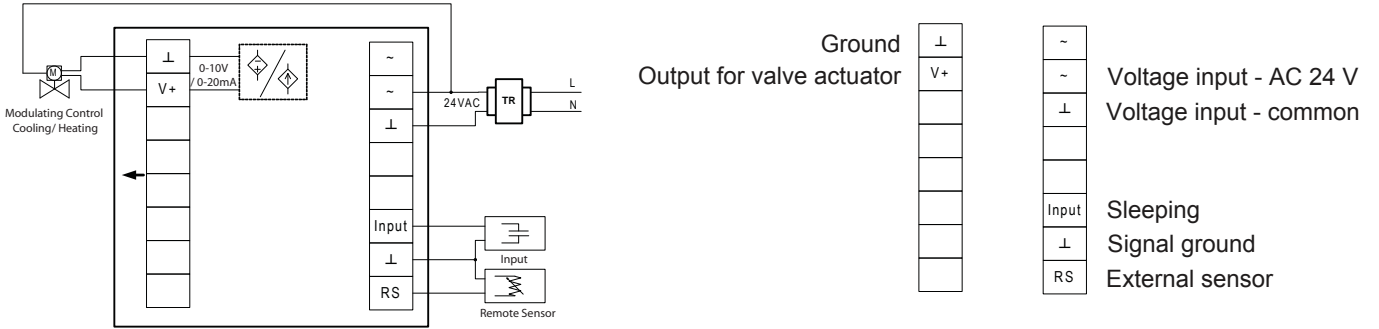 ⊥
V+
0-10V
/ 0-20mA
M
Modulating Control
Cooling/ Heating
~
~
⊥
Input
⊥
RS
24VAC
TR
L
N
Input
Remote Sensor
Ground ⊥
Output for valve actuator V+
~
~ Voltage input - AC 24 V
⊥ Voltage input - common
Input Sleeping
⊥ Signal ground
RS External sensor